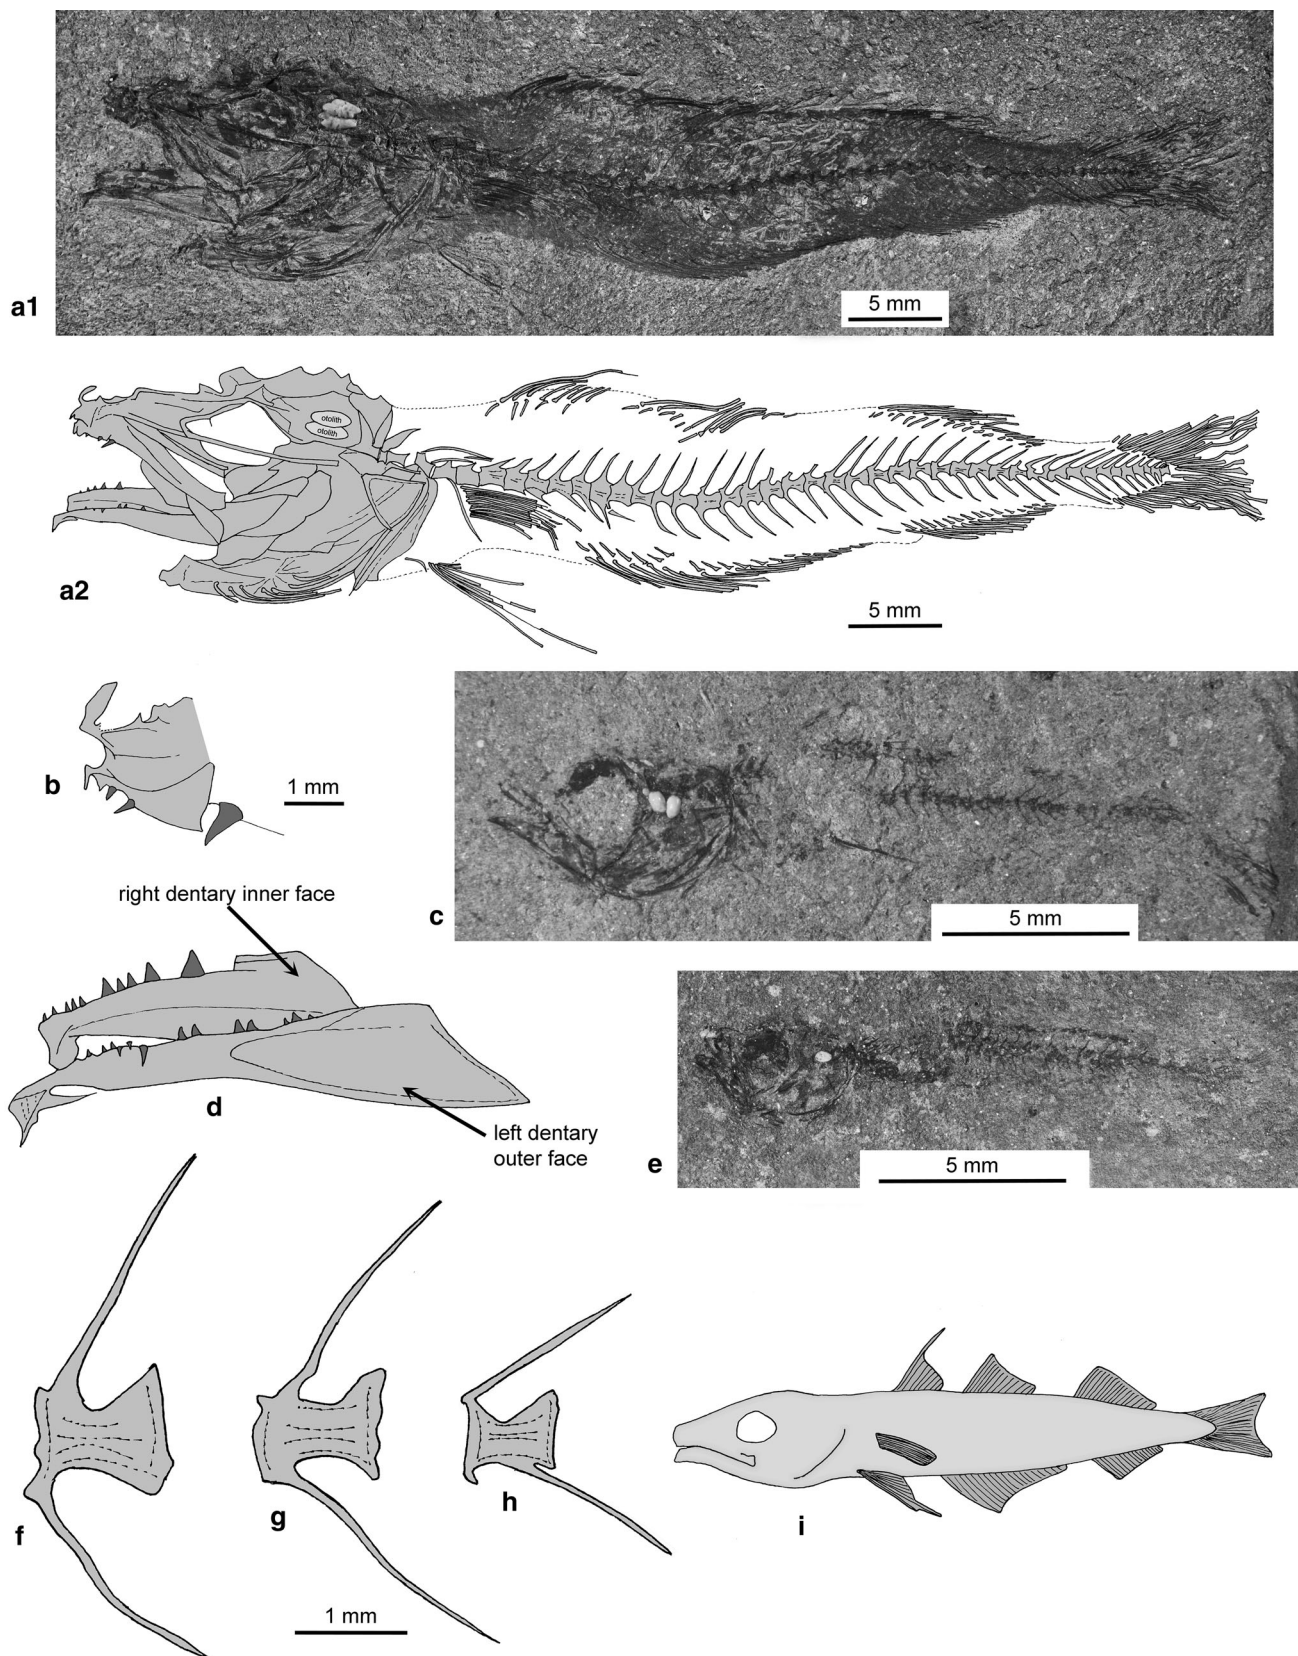 a1
5 mm
otolith
otolith
a2
5 mm
b
1 mm
right dentary inner face
c
5 mm
d
left dentary
outer face
e
5 mm
f
g
h
i
1 mm